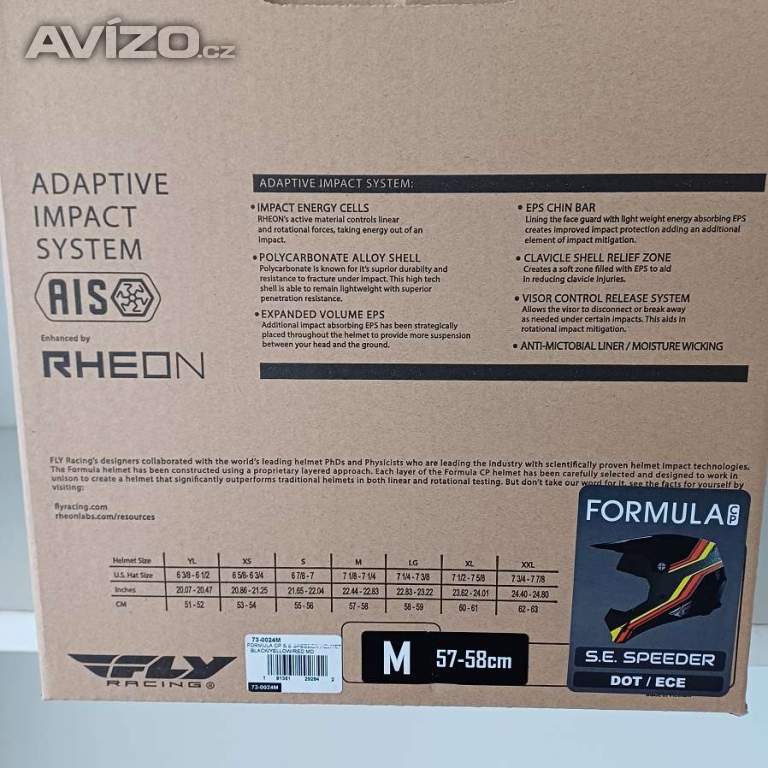 AVÍZO.cz
ADAPTIVE
IMPACT
SYSTEM
AIS
Enhanced by
RHEON
ADAPTIVE IMPACT SYSTEM:
• IMPACT ENERGY CELLS
RHEON's active material controls linear
and rotational forces, taking energy out of an
Impact.
• POLYCARBONATE ALLOY SHELL
Polycarbonate is known for it's suprior durability and
resistance to fracture under impact. This high tech
shell is able to remain lightweight with superior
penetration resistance.
• EXPANDED VOLUME EPS
Additional impact absorbing EPS has been strategically
placed throughout the helmet to provide more suspension
between your head and the ground.
• EPS CHIN BAR
Lining the face guard with light weight energy absorbing EPS
creates improved impact protection adding an additional
element of impact mitigation.
• CLAVICLE SHELL RELIEF ZONE
Creates a soft zone filled with EPS to aid
in reducing clavicle injuries.
• VISOR CONTROL RELEASE SYSTEM
Allows the visor to disconnect or break away
as needed under certain impacts. This aids in
rotational impact mitigation.
• ANTI-MICTOBIAL LINER / MOISTURE WICKING
FLY Racing's designers collaborated with the world's leading helmet PhDs and Physicists who are leading the industry with scientifically proven helmet impact technologies.
The Formula helmet has been constructed using a proprietary layered approach. Each layer of the Formula CP helmet has been carefully selected and designed to work in
unison to create a helmet that significantly outperforms traditional helmets in both linear and rotational testing. But don't take our word for it, see the facts for yourself by
visiting:
flyracing.com
rheonlabs.com/resources
Helmet Size YL XS S M LG XL XXL
U.S. Hat Size 6 3/8 - 6 1/2 6 5/8- 6 3/4 6 7/8 - 7 7 1/8 - 7 1/4 7 1/4 - 7 3/8 7 1/2 - 7 5/8 7 3/4 - 7 7/8
Inches 20.07 - 20.47 20.86 - 21.25 21.65 - 22.04 22.44 - 22.83 22.83 - 23.22 23.62 - 24.01 24.40 - 24.80
CM 51 - 52 53 - 54 55 - 56 57 - 58 58 - 59 60 - 61 62 - 63
FLY
RACING®
73-0024M
FORMULA CP S.E. SPEEDER HELMET
BLACK/YELLOW/RED MD
73-0024M
M 57-58cm
FORMULA CP
S.E. SPEEDER
DOT / ECE